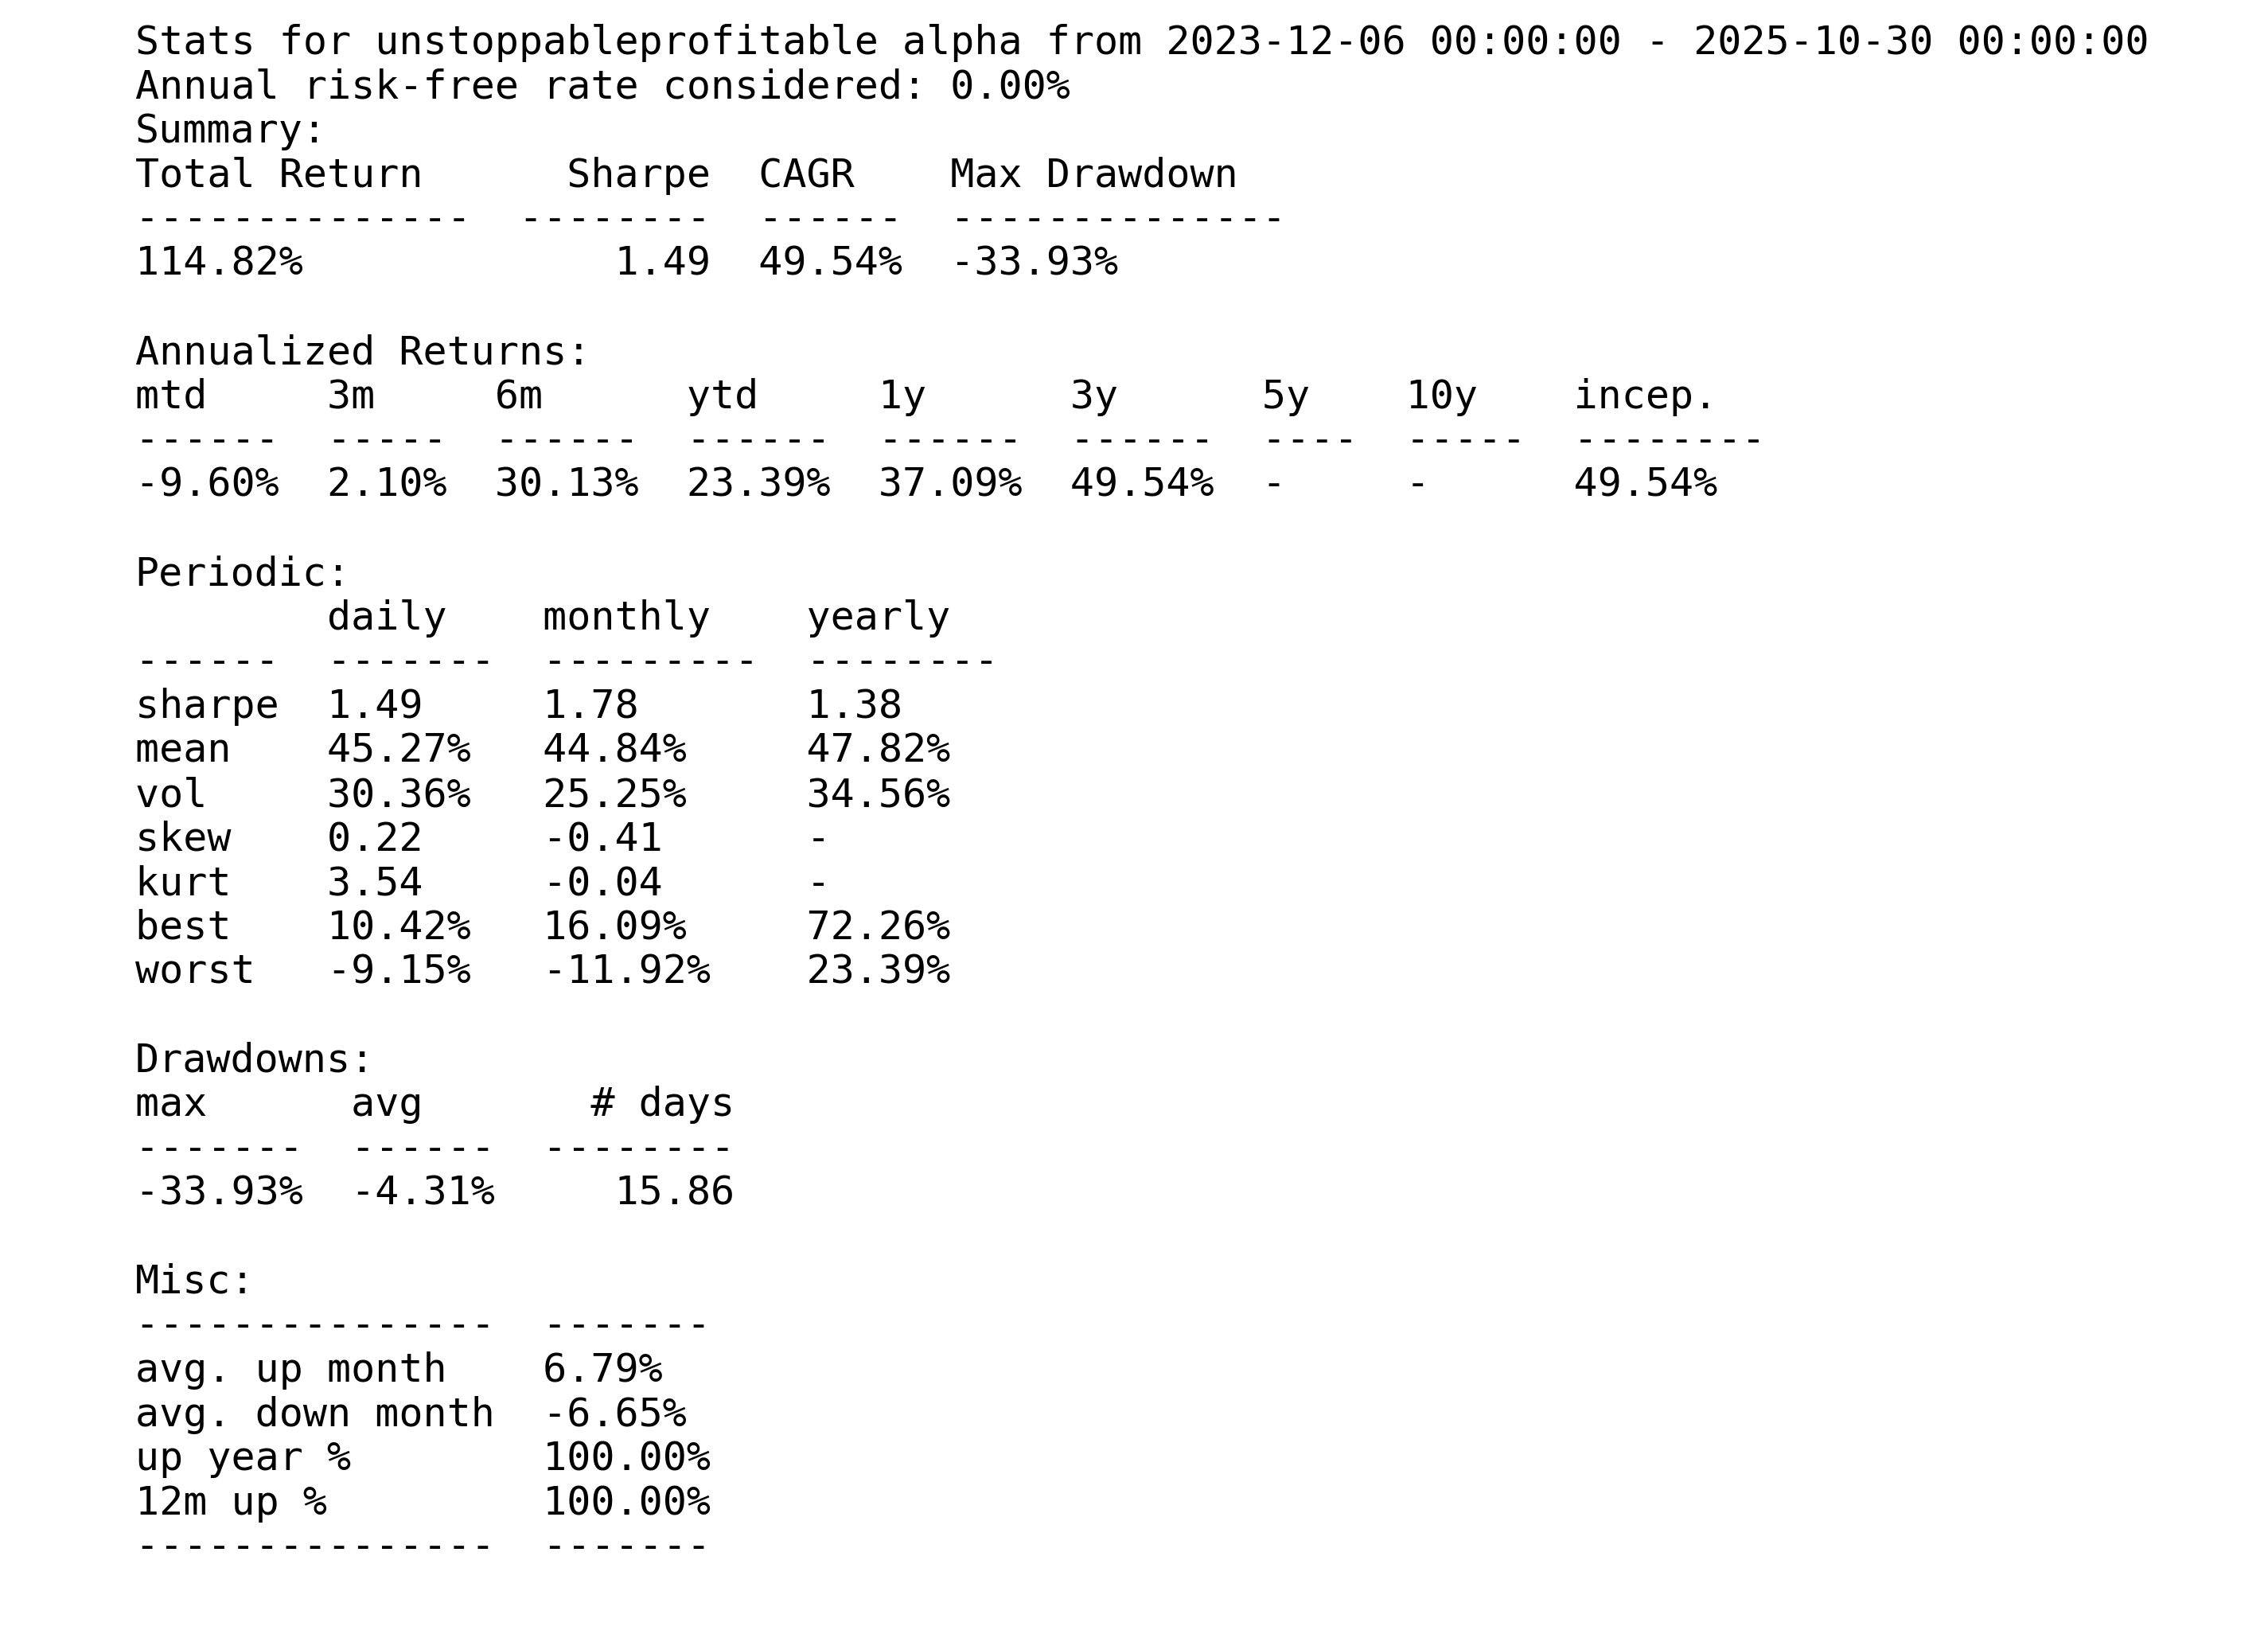 Stats for unstoppableprofitable alpha from 2023-12-06 00:00:00 - 2025-10-30 00:00:00
Annual risk-free rate considered: 0.00%
Summary:
Total Return      Sharpe  CAGR    Max Drawdown
--------------  --------  ------  --------------
114.82%             1.49  49.54%  -33.93%

Annualized Returns:
mtd     3m     6m      ytd     1y      3y      5y    10y    incep.
------  -----  ------  ------  ------  ------  ----  -----  --------
-9.60%  2.10%  30.13%  23.39%  37.09%  49.54%  -     -      49.54%

Periodic:
        daily    monthly    yearly
------  -------  ---------  --------
sharpe  1.49     1.78       1.38
mean    45.27%   44.84%     47.82%
vol     30.36%   25.25%     34.56%
skew    0.22     -0.41      -
kurt    3.54     -0.04      -
best    10.42%   16.09%     72.26%
worst   -9.15%   -11.92%    23.39%

Drawdowns:
max      avg       # days
-------  ------  --------
-33.93%  -4.31%     15.86

Misc:
---------------  -------
avg. up month    6.79%
avg. down month  -6.65%
up year %        100.00%
12m up %         100.00%
---------------  -------